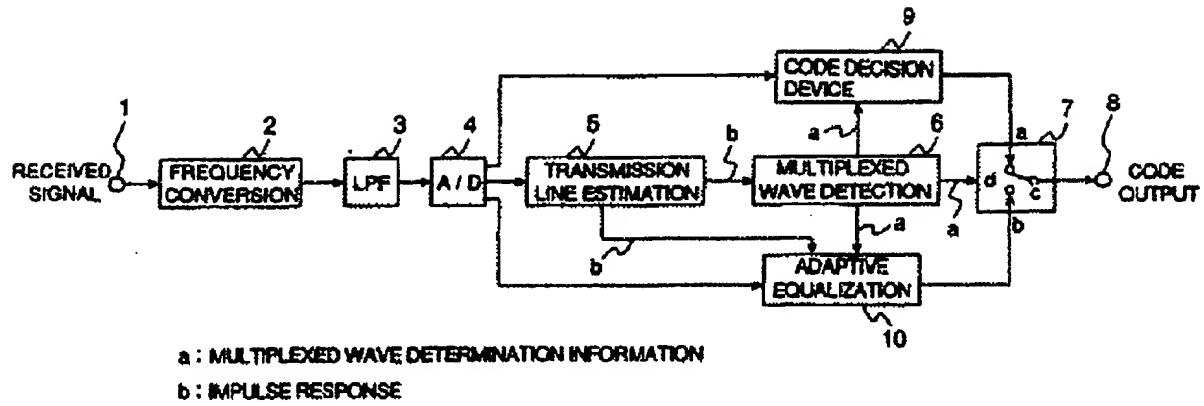 9
CODE DECISION
DEVICE
1
2
3
4
5
b
a
6
a
7
8
RECEIVED
SIGNAL
FREQUENCY
CONVERSION
LPF
A / D
TRANSMISSION
LINE ESTIMATION
MULTIPLEXED
WAVE DETECTION
d
c
CODE
OUTPUT
a
a
b
b
ADAPTIVE
EQUALIZATION
10
a : MULTIPLEXED WAVE DETERMINATION INFORMATION
b : IMPULSE RESPONSE